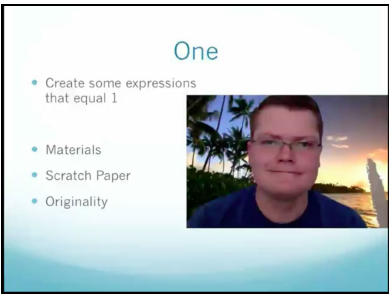 One
Create some expressions
that equal 1
Materials
Scratch Paper
Originality